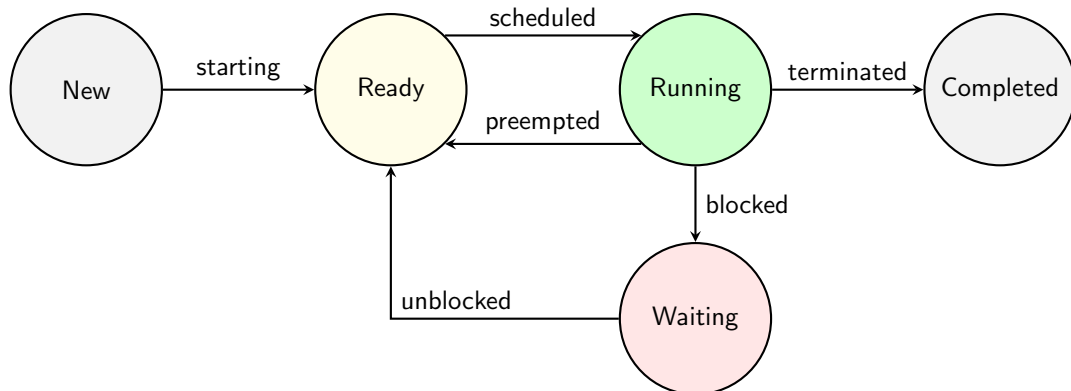 scheduled
New
starting
Ready
Running
terminated
Completed
preempted
blocked
unblocked
Waiting